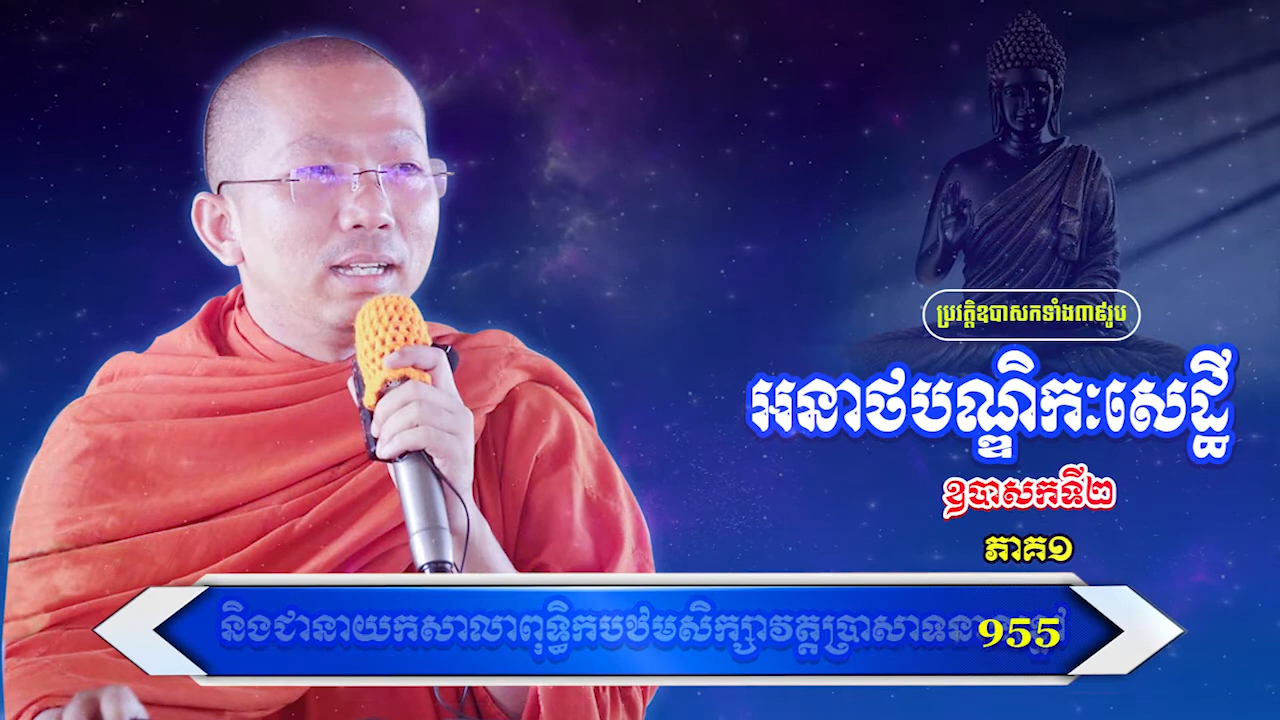 ប្រវត្តិឧបាសកទាំង៣៩រូប
អនាថបណ្ឌិកៈសេដ្ឋី
ឧបាសកទី២
ភាគ១
និងជានាយកសាលាពុទ្ធិកបឋមសិក្សាវត្តប្រាសាទ
955